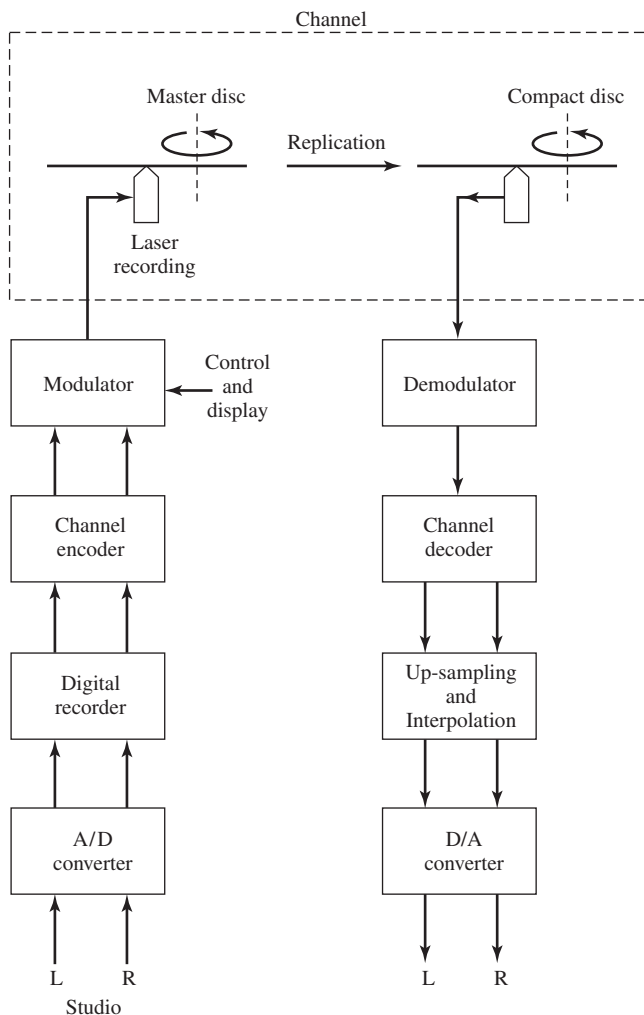 Channel
Master disc
Compact disc
Replication
Laser
recording
Modulator
Control
and
display
Demodulator
Channel
encoder
Channel
decoder
Digital
recorder
Up-sampling
and
Interpolation
A/D
converter
D/A
converter
L
R
Studio
L
R